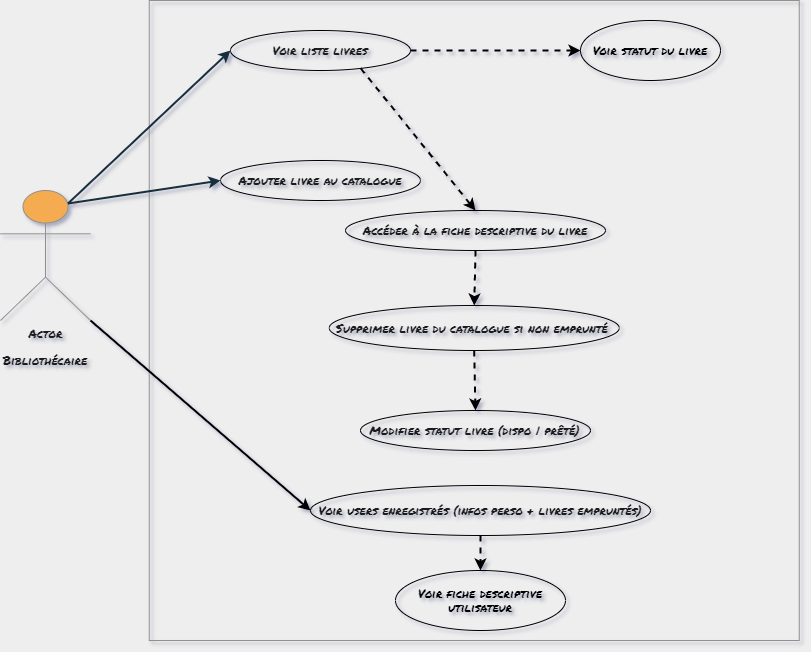 Voir liste livres
Voir statut du livre
Ajouter livre au catalogue
Accéder à la fiche descriptive du livre
Supprimer livre du catalogue si non emprunté
Actor
Bibliothécaire
Modifier statut livre (dispo / prêté)
Voir users enregistrés (infos perso + livres empruntés)
Voir fiche descriptive
utilisateur